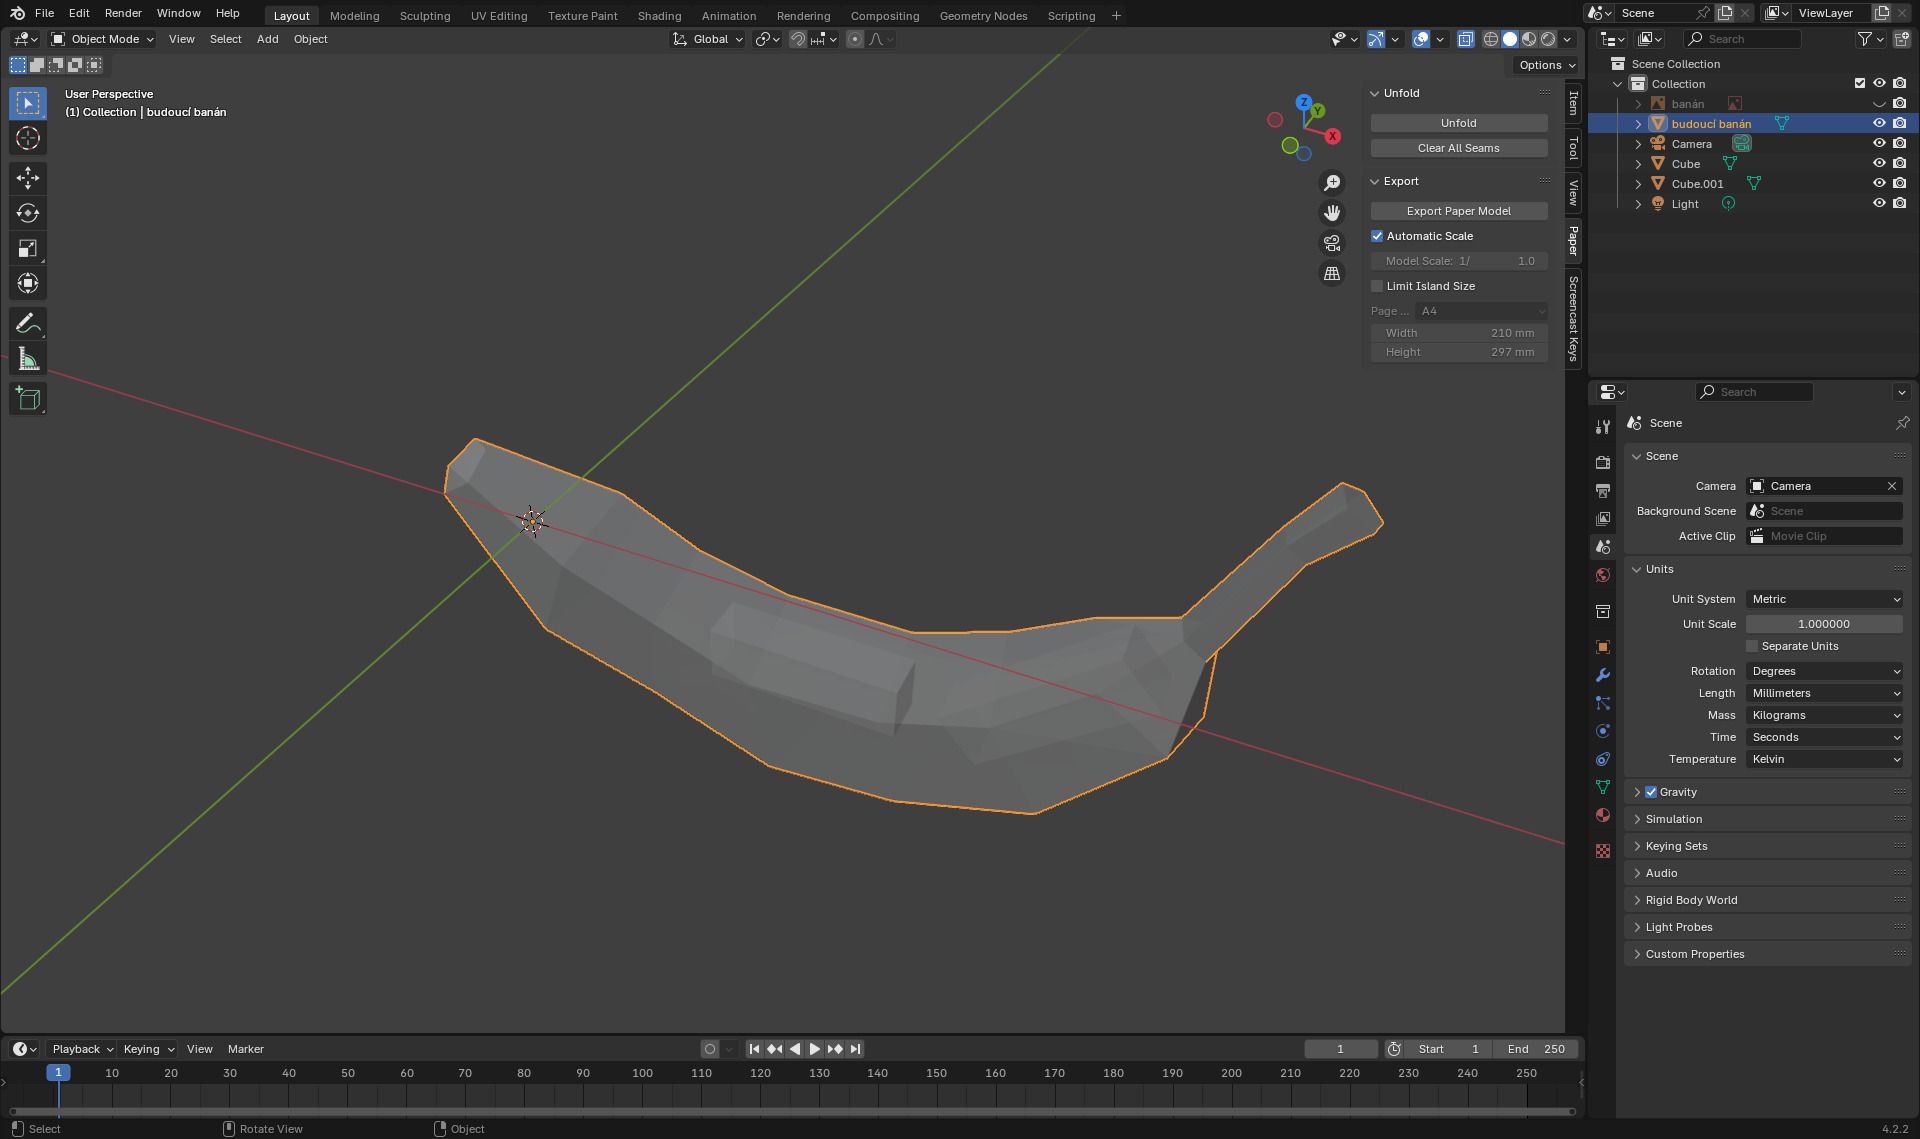 File Edit Render Window Help Layout Modeling Sculpting UV Editing Texture Paint Shading Animation Rendering Compositing Geometry Nodes Scripting + Scene ViewLayer
Object Mode View Select Add Object Global Search
Options
User Perspective
(1) Collection | budoucí banán
Z
Y
X
Unfold
Unfold
Clear All Seams
Export
Export Paper Model
Automatic Scale
Model Scale: 1/ 1.0
Limit Island Size
Page ... A4
Width 210 mm
Height 297 mm
Item
Tool
View
Paper
Screencast Keys
Scene Collection
Collection
banán
budoucí banán
Camera
Cube
Cube.001
Light
Search
Scene
Scene
Camera Camera
Background Scene Scene
Active Clip Movie Clip
Units
Unit System Metric
Unit Scale 1.000000
Separate Units
Rotation Degrees
Length Millimeters
Mass Kilograms
Time Seconds
Temperature Kelvin
Gravity
Simulation
Keying Sets
Audio
Rigid Body World
Light Probes
Custom Properties
Playback Keying View Marker 1 Start 1 End 250
1 10 20 30 40 50 60 70 80 90 100 110 120 130 140 150 160 170 180 190 200 210 220 230 240 250
Select Rotate View Object 4.2.2